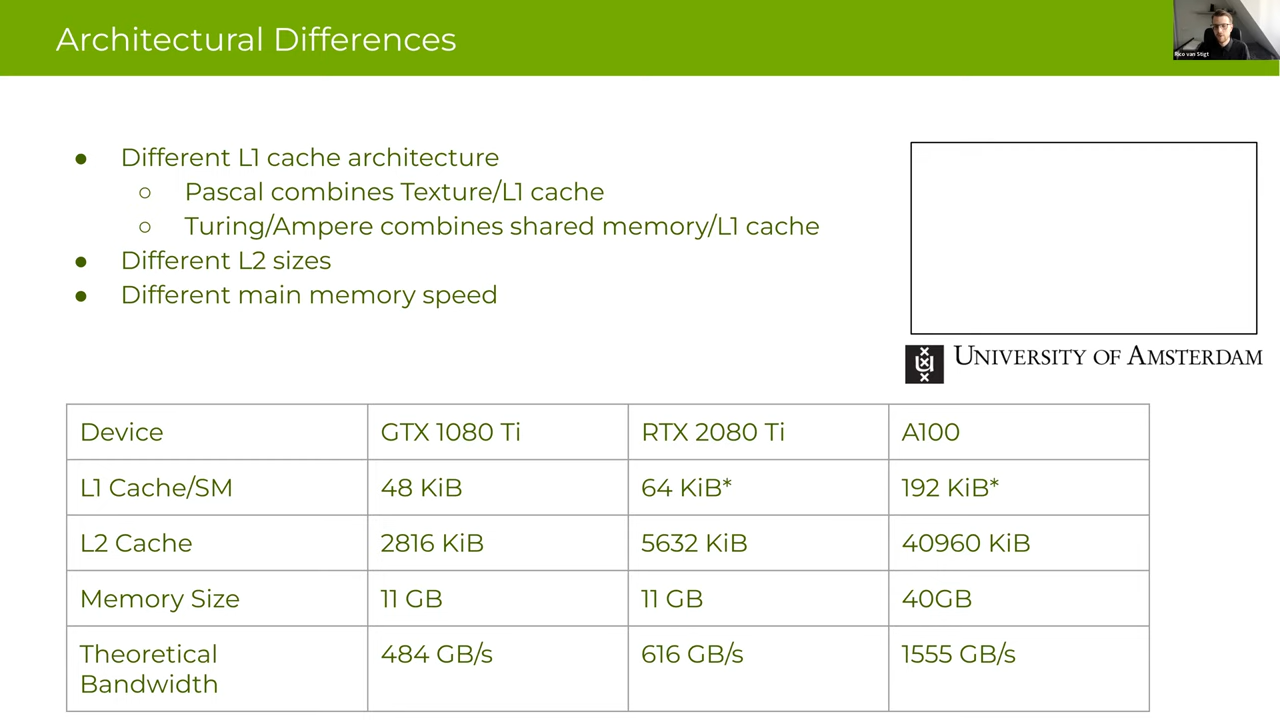 Architectural Differences
Rico van Stigt
● Different L1 cache architecture
○ Pascal combines Texture/L1 cache
○ Turing/Ampere combines shared memory/L1 cache
● Different L2 sizes
● Different main memory speed
UNIVERSITY OF AMSTERDAM
Device GTX 1080 Ti RTX 2080 Ti A100
L1 Cache/SM 48 KiB 64 KiB* 192 KiB*
L2 Cache 2816 KiB 5632 KiB 40960 KiB
Memory Size 11 GB 11 GB 40GB
Theoretical 484 GB/s 616 GB/s 1555 GB/s
Bandwidth